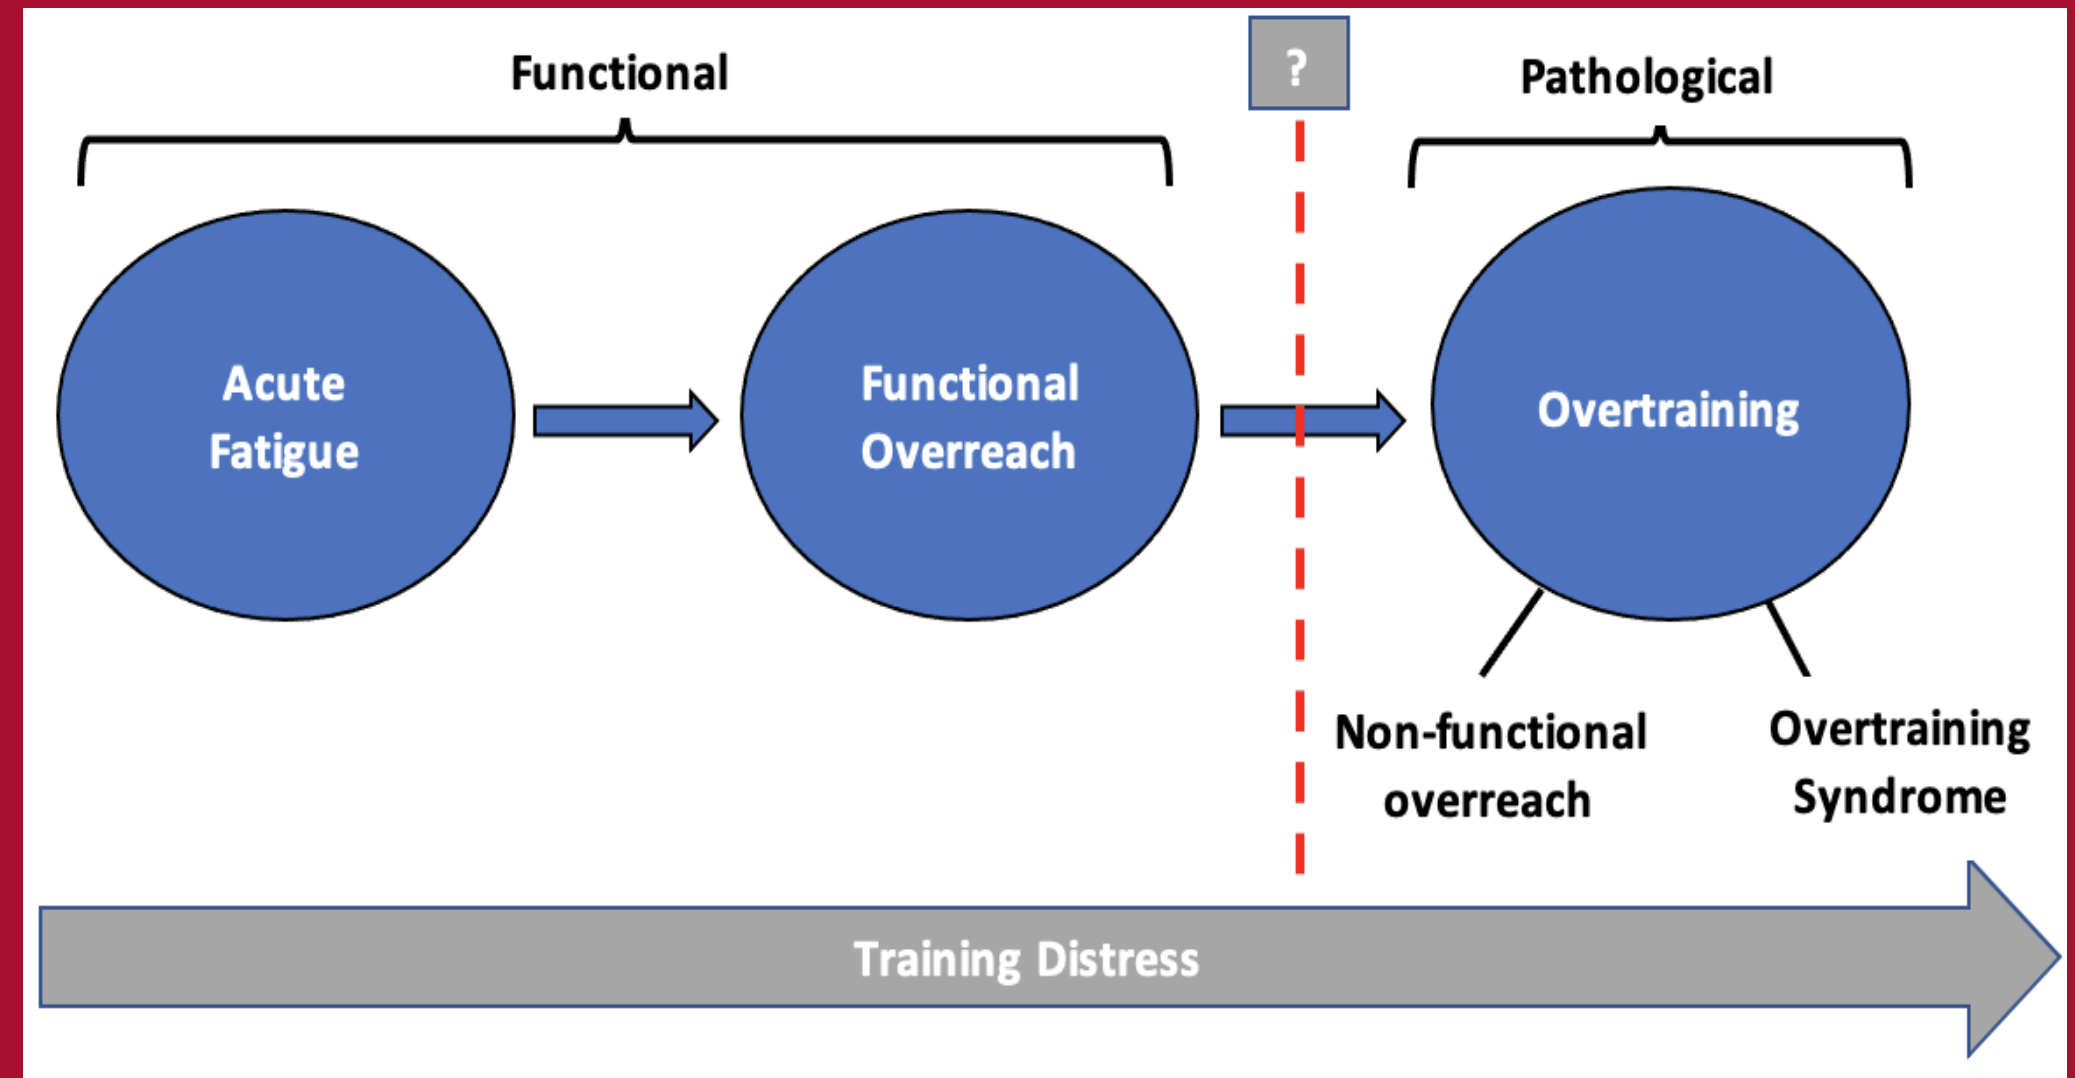 Functional
?
Pathological
Acute
Fatigue
Functional
Overreach
Overtraining
Non-functional
overreach
Overtraining
Syndrome
Training Distress